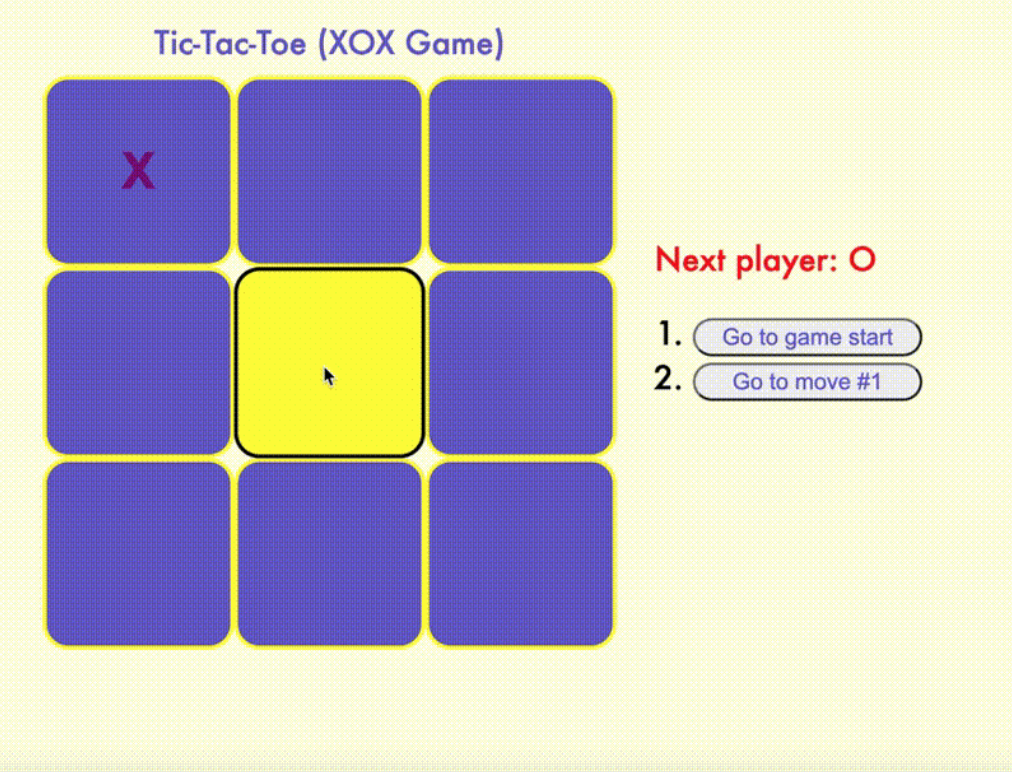 Tic-Tac-Toe (XOX Game)
X
Next player: O
1. Go to game start
2. Go to move #1